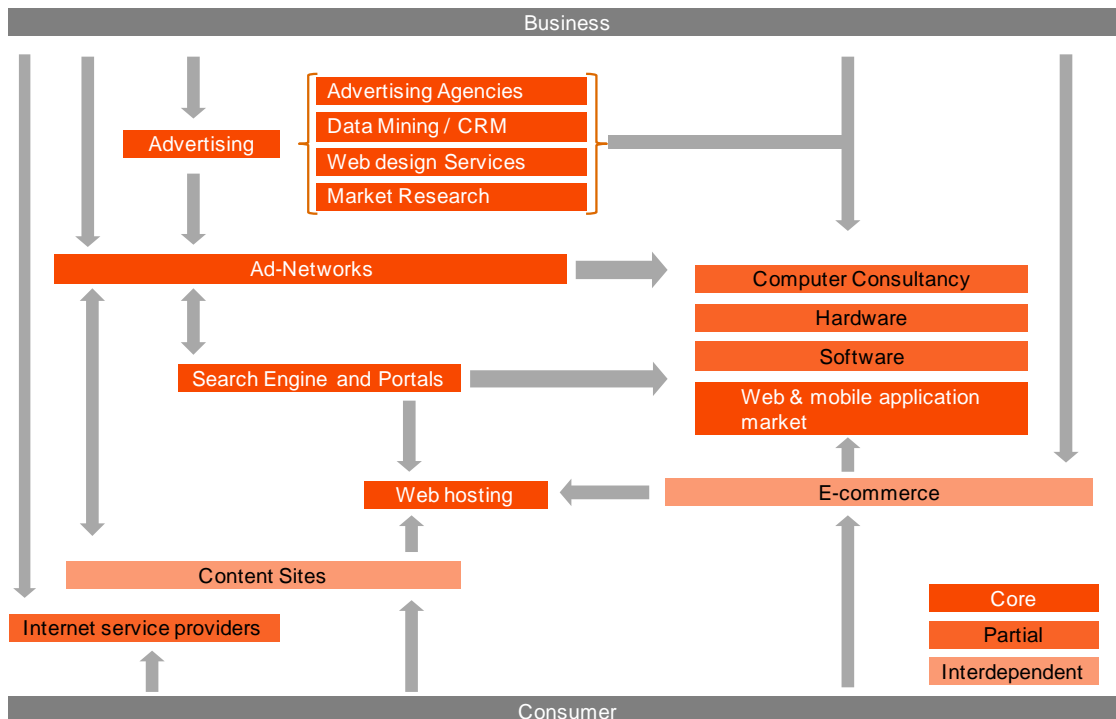 Business
Advertising Agencies
Data Mining / CRM
Advertising
Web design Services
Market Research
Ad-Networks
Computer Consultancy
Hardware
Software
Search Engine and Portals
Web & mobile application
market
Web hosting
E-commerce
Content Sites
Core
Internet service providers
Partial
Interdependent
Consumer